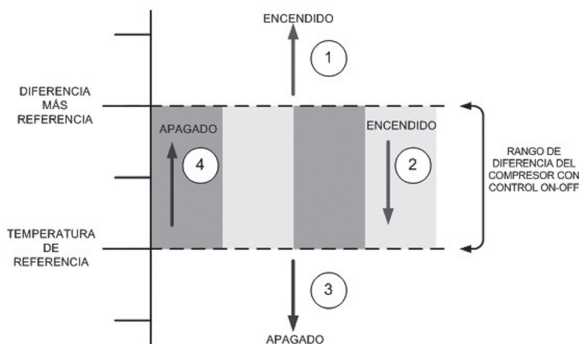 ENCENDIDO
1
DIFERENCIA
MÁS
REFERENCIA
APAGADO
4
ENCENDIDO
2
RANGO DE
DIFERENCIA DEL
COMPRESOR CON
CONTROL ON-OFF
TEMPERATURA
DE
REFERENCIA
3
APAGADO